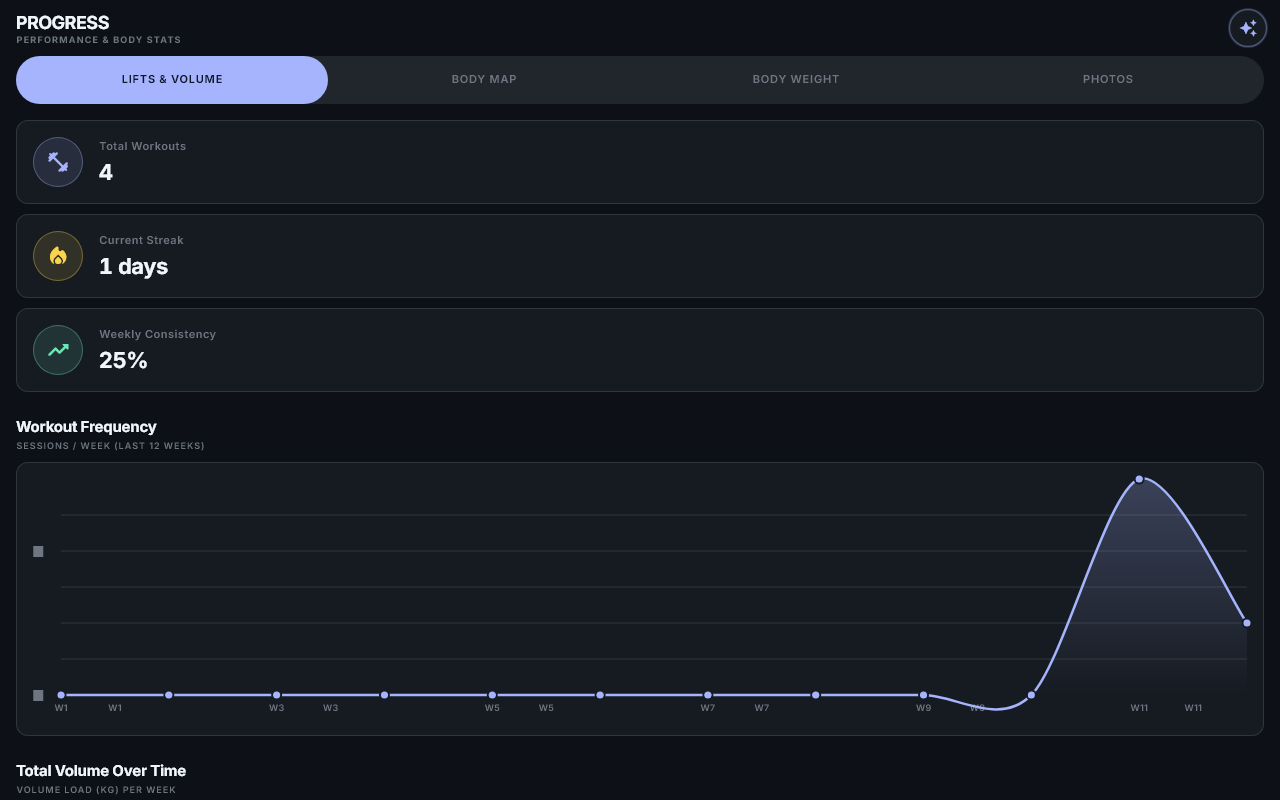 PROGRESS
PERFORMANCE & BODY STATS
LIFTS & VOLUME
BODY MAP
BODY WEIGHT
PHOTOS
Total Workouts
4
Current Streak
1 days
Weekly Consistency
25%
Workout Frequency
SESSIONS / WEEK (LAST 12 WEEKS)
W1 W1 W3 W3 W5 W5 W7 W7 W9 W9 W11 W11
Total Volume Over Time
VOLUME LOAD (KG) PER WEEK